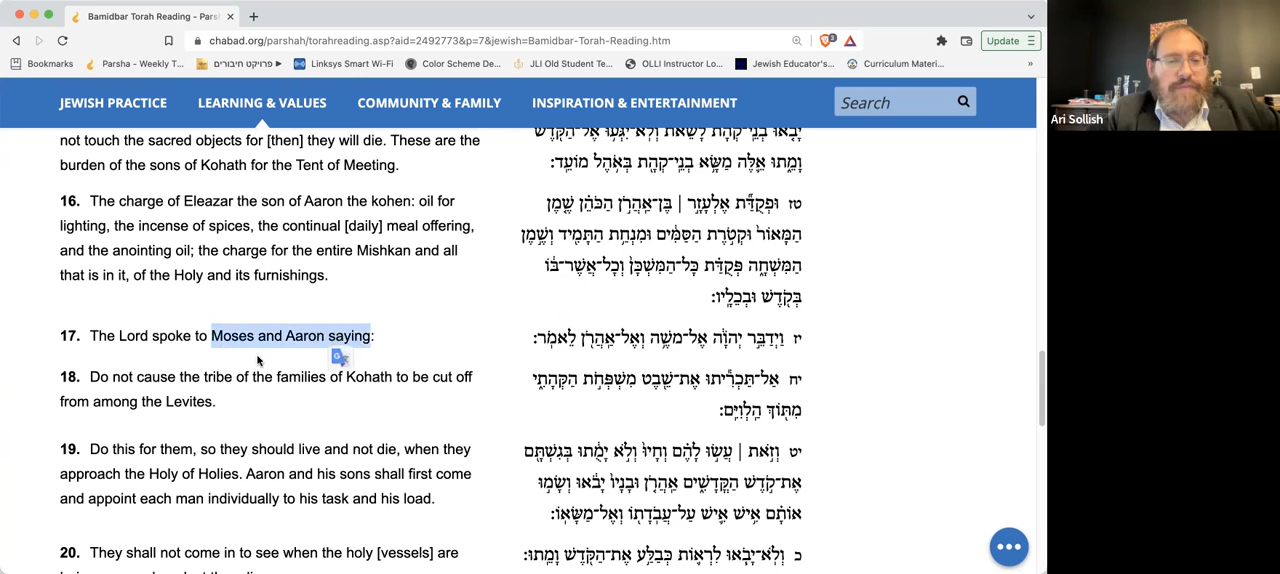 Bamidbar Torah Reading - Parsh
chabad.org/parshah/torahreading.asp?aid=2492773&p=7&jewish=Bamidbar-Torah-Reading.htm
3
Update
Bookmarks
Parsha - Weekly T...
פרויקט חיבורים
Linksys Smart Wi-Fi
Color Scheme De...
JLI Old Student Te...
OLLI Instructor Lo...
Jewish Educator's...
Curriculum Materi...
»
JEWISH PRACTICE
LEARNING & VALUES
COMMUNITY & FAMILY
INSPIRATION & ENTERTAINMENT
Search
Ari Sollish
not touch the sacred objects for [then] they will die. These are the
burden of the sons of Kohath for the Tent of Meeting.
יָבֹ֤אוּ בְנֵֽי־קְהָת֙ לָשֵׂ֔את וְלֹֽא־יִגְּע֥וּ אֶל־הַקֹּ֖דֶשׁ
וָמֵ֑תוּ אֵ֛לֶּה מַשָּׂ֥א בְנֵֽי־קְהָ֖ת בְּאֹ֥הֶל מוֹעֵֽד:
16. The charge of Eleazar the son of Aaron the kohen: oil for
lighting, the incense of spices, the continual [daily] meal offering,
and the anointing oil; the charge for the entire Mishkan and all
that is in it, of the Holy and its furnishings.
טז וּפְקֻדַּ֞ת אֶלְעָזָ֣ר | בֶּן־אַֽהֲרֹ֣ן הַכֹּהֵ֗ן שֶׁ֤מֶן
הַמָּאוֹר֙ וּקְטֹ֣רֶת הַסַּמִּ֔ים וּמִנְחַ֥ת הַתָּמִ֖יד וְשֶׁ֣מֶן
הַמִּשְׁחָ֑ה פְּקֻדַּ֗ת כָּל־הַמִּשְׁכָּן֙ וְכָל־אֲשֶׁר־בּ֔וֹ
בְּקֹ֖דֶשׁ וּבְכֵלָֽיו:
17. The Lord spoke to Moses and Aaron saying:
יז וַיְדַבֵּ֣ר יְהֹוָ֔ה אֶל־משֶׁ֥ה וְאֶל־אַֽהֲרֹ֖ן לֵאמֹֽר:
18. Do not cause the tribe of the families of Kohath to be cut off
from among the Levites.
יח אַל־תַּכְרִ֕יתוּ אֶת־שֵׁ֖בֶט מִשְׁפְּחֹ֣ת הַקְּהָתִ֑י
מִתּ֖וֹךְ הַֽלְוִיִּֽם:
19. Do this for them, so they should live and not die, when they
approach the Holy of Holies. Aaron and his sons shall first come
and appoint each man individually to his task and his load.
יט וְזֹ֣את | עֲשׂ֣וּ לָהֶ֗ם וְחָיוּ֙ וְלֹ֣א יָמֻ֔תוּ בְּגִשְׁתָּ֖ם
אֶת־קֹ֣דֶשׁ הַקֳּדָשִׁ֑ים אַֽהֲרֹ֤ן וּבָנָיו֙ יָבֹ֔אוּ וְשָׂמ֣וּ
אוֹתָ֗ם אִ֥ישׁ אִ֛ישׁ עַל־עֲבֹֽדָת֖וֹ וְאֶל־מַשָּׂאֽוֹ:
20. They shall not come in to see when the holy [vessels] are
כ וְלֹֽא־יָבֹ֧אוּ לִרְא֛וֹת כְּבַלַּ֥ע אֶת־הַקֹּ֖דֶשׁ וָמֵֽתוּ: